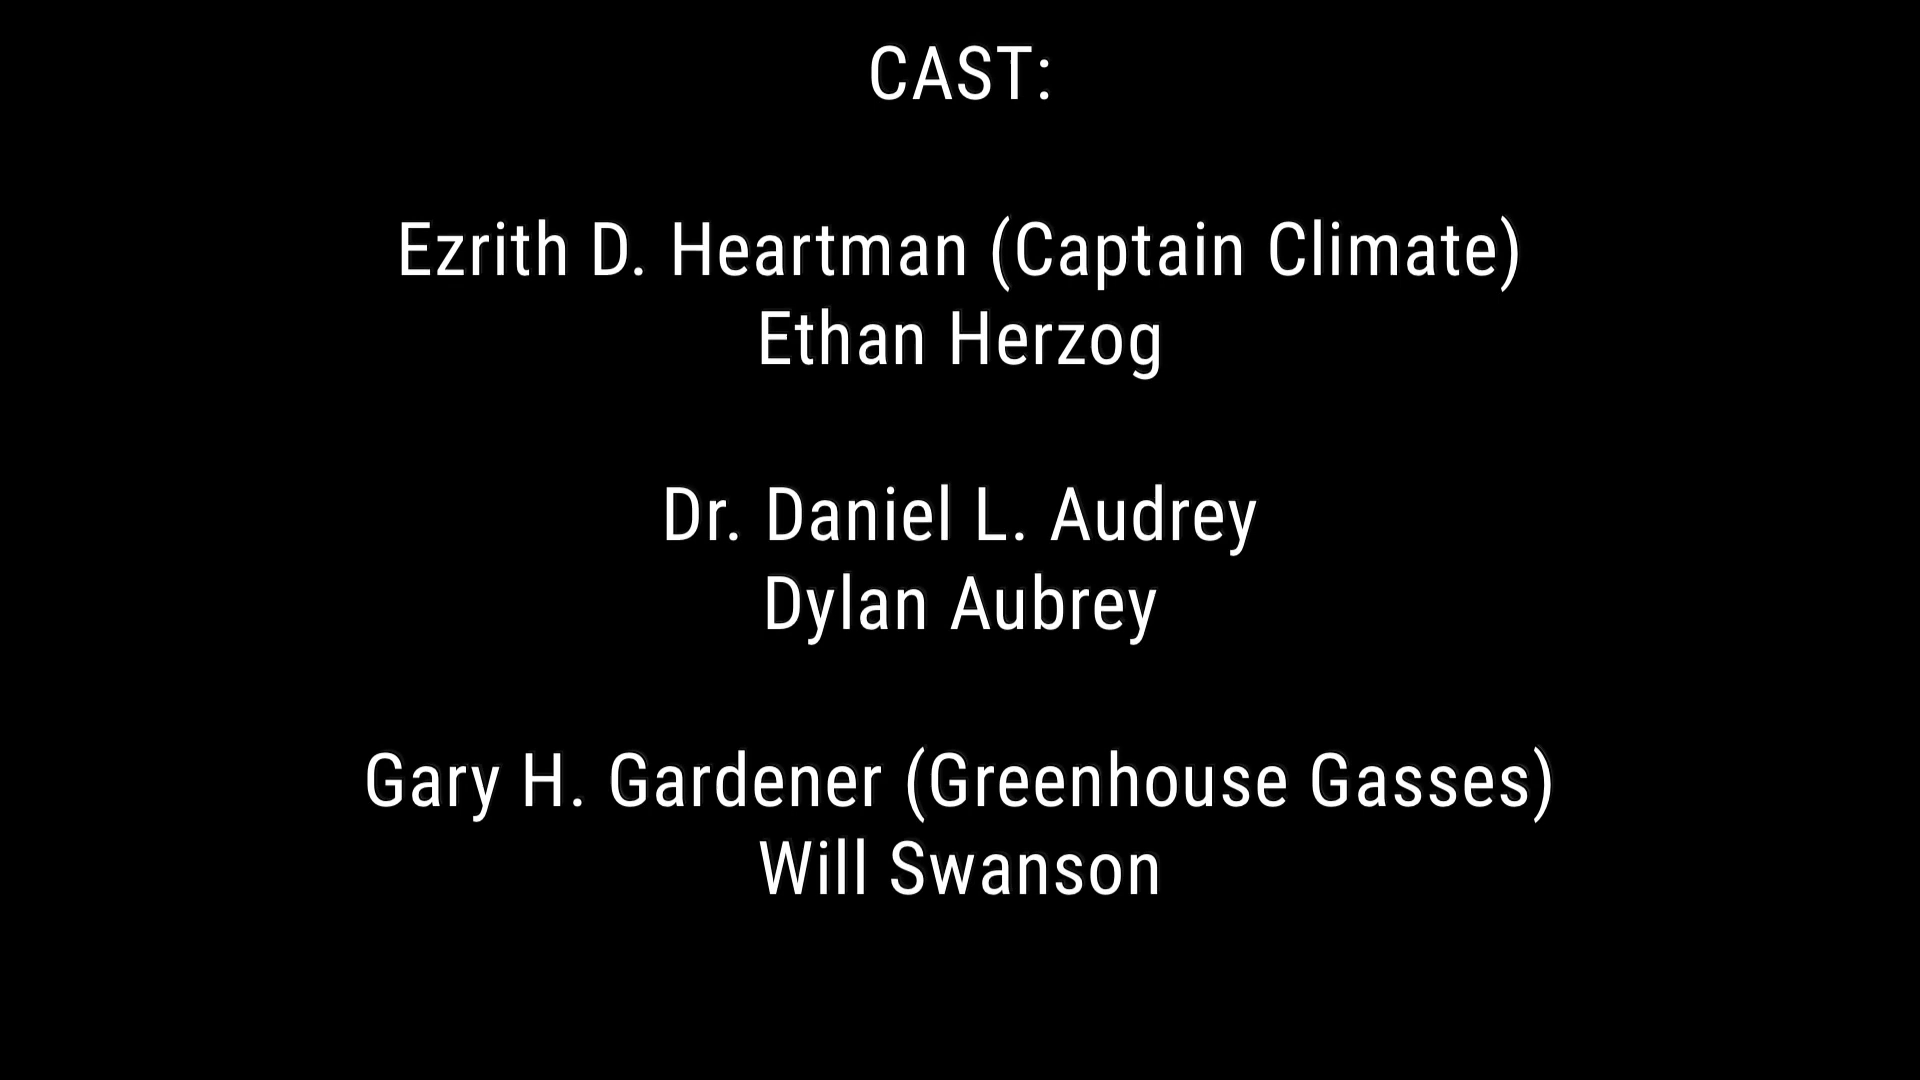 CAST:
Ezrith D. Heartman (Captain Climate)
Ethan Herzog
Dr. Daniel L. Audrey
Dylan Aubrey
Gary H. Gardener (Greenhouse Gasses)
Will Swanson